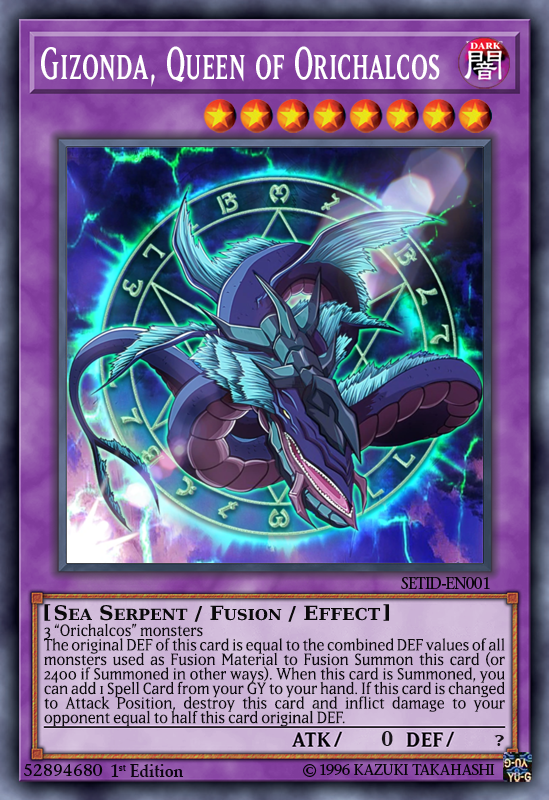 Gizonda, Queen of Orichalcos
DARK
闇
SETID-EN001
[Sea Serpent / Fusion / Effect]
3 “Orichalcos” monsters
The original DEF of this card is equal to the combined DEF values of all
monsters used as Fusion Material to Fusion Summon this card (or
2400 if Summoned in other ways). When this card is Summoned, you
can add 1 Spell Card from your GY to your hand. If this card is changed
to Attack Position, destroy this card and inflict damage to your
opponent equal to half this card original DEF.
ATK/ 0 DEF/ ?
52894680 1st Edition © 1996 KAZUKI TAKAHASHI